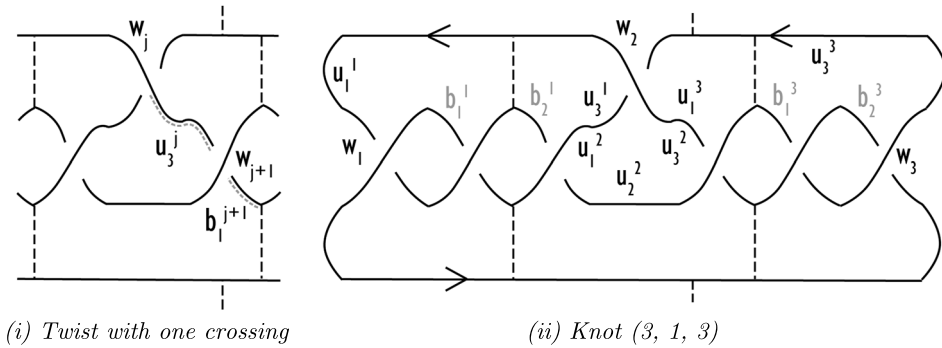 w_j
u_3^j
w_{j+1}
b_1^{j+1}
(i) Twist with one crossing
w_2
u_1^1
u_3^3
b_1^1
b_2^1
u_3^1
u_1^3
b_1^3
b_2^3
w_1
u_1^2
u_3^2
w_3
u_2^2
(ii) Knot (3, 1, 3)